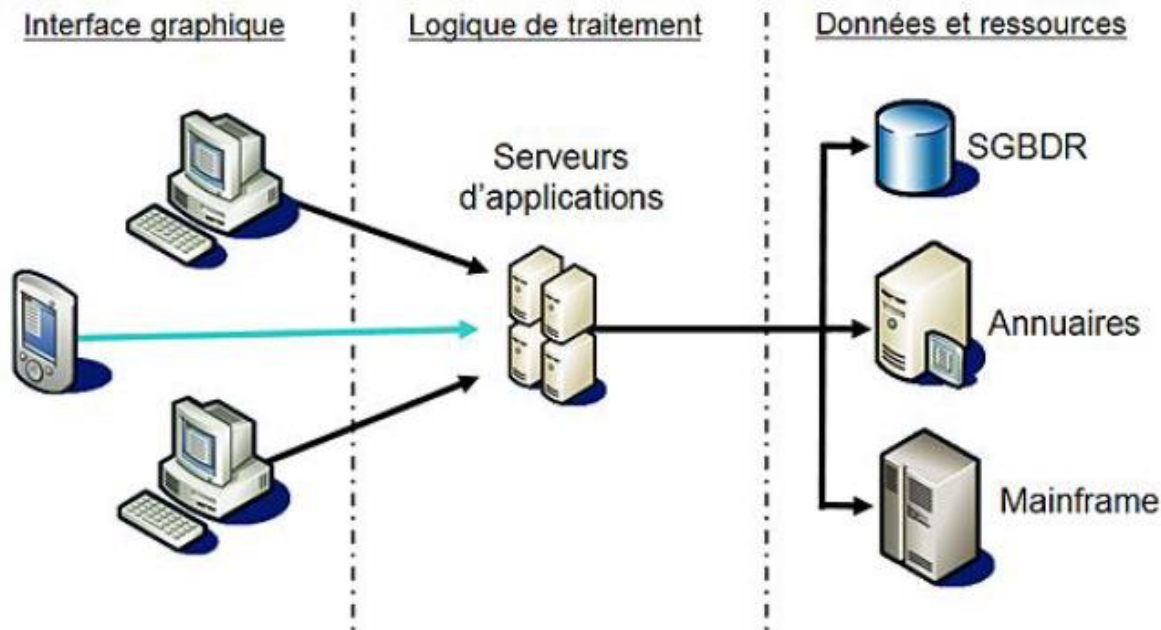 Interface graphique
Logique de traitement
Données et ressources
Serveurs
d'applications
SGBDR
Annuaires
Mainframe